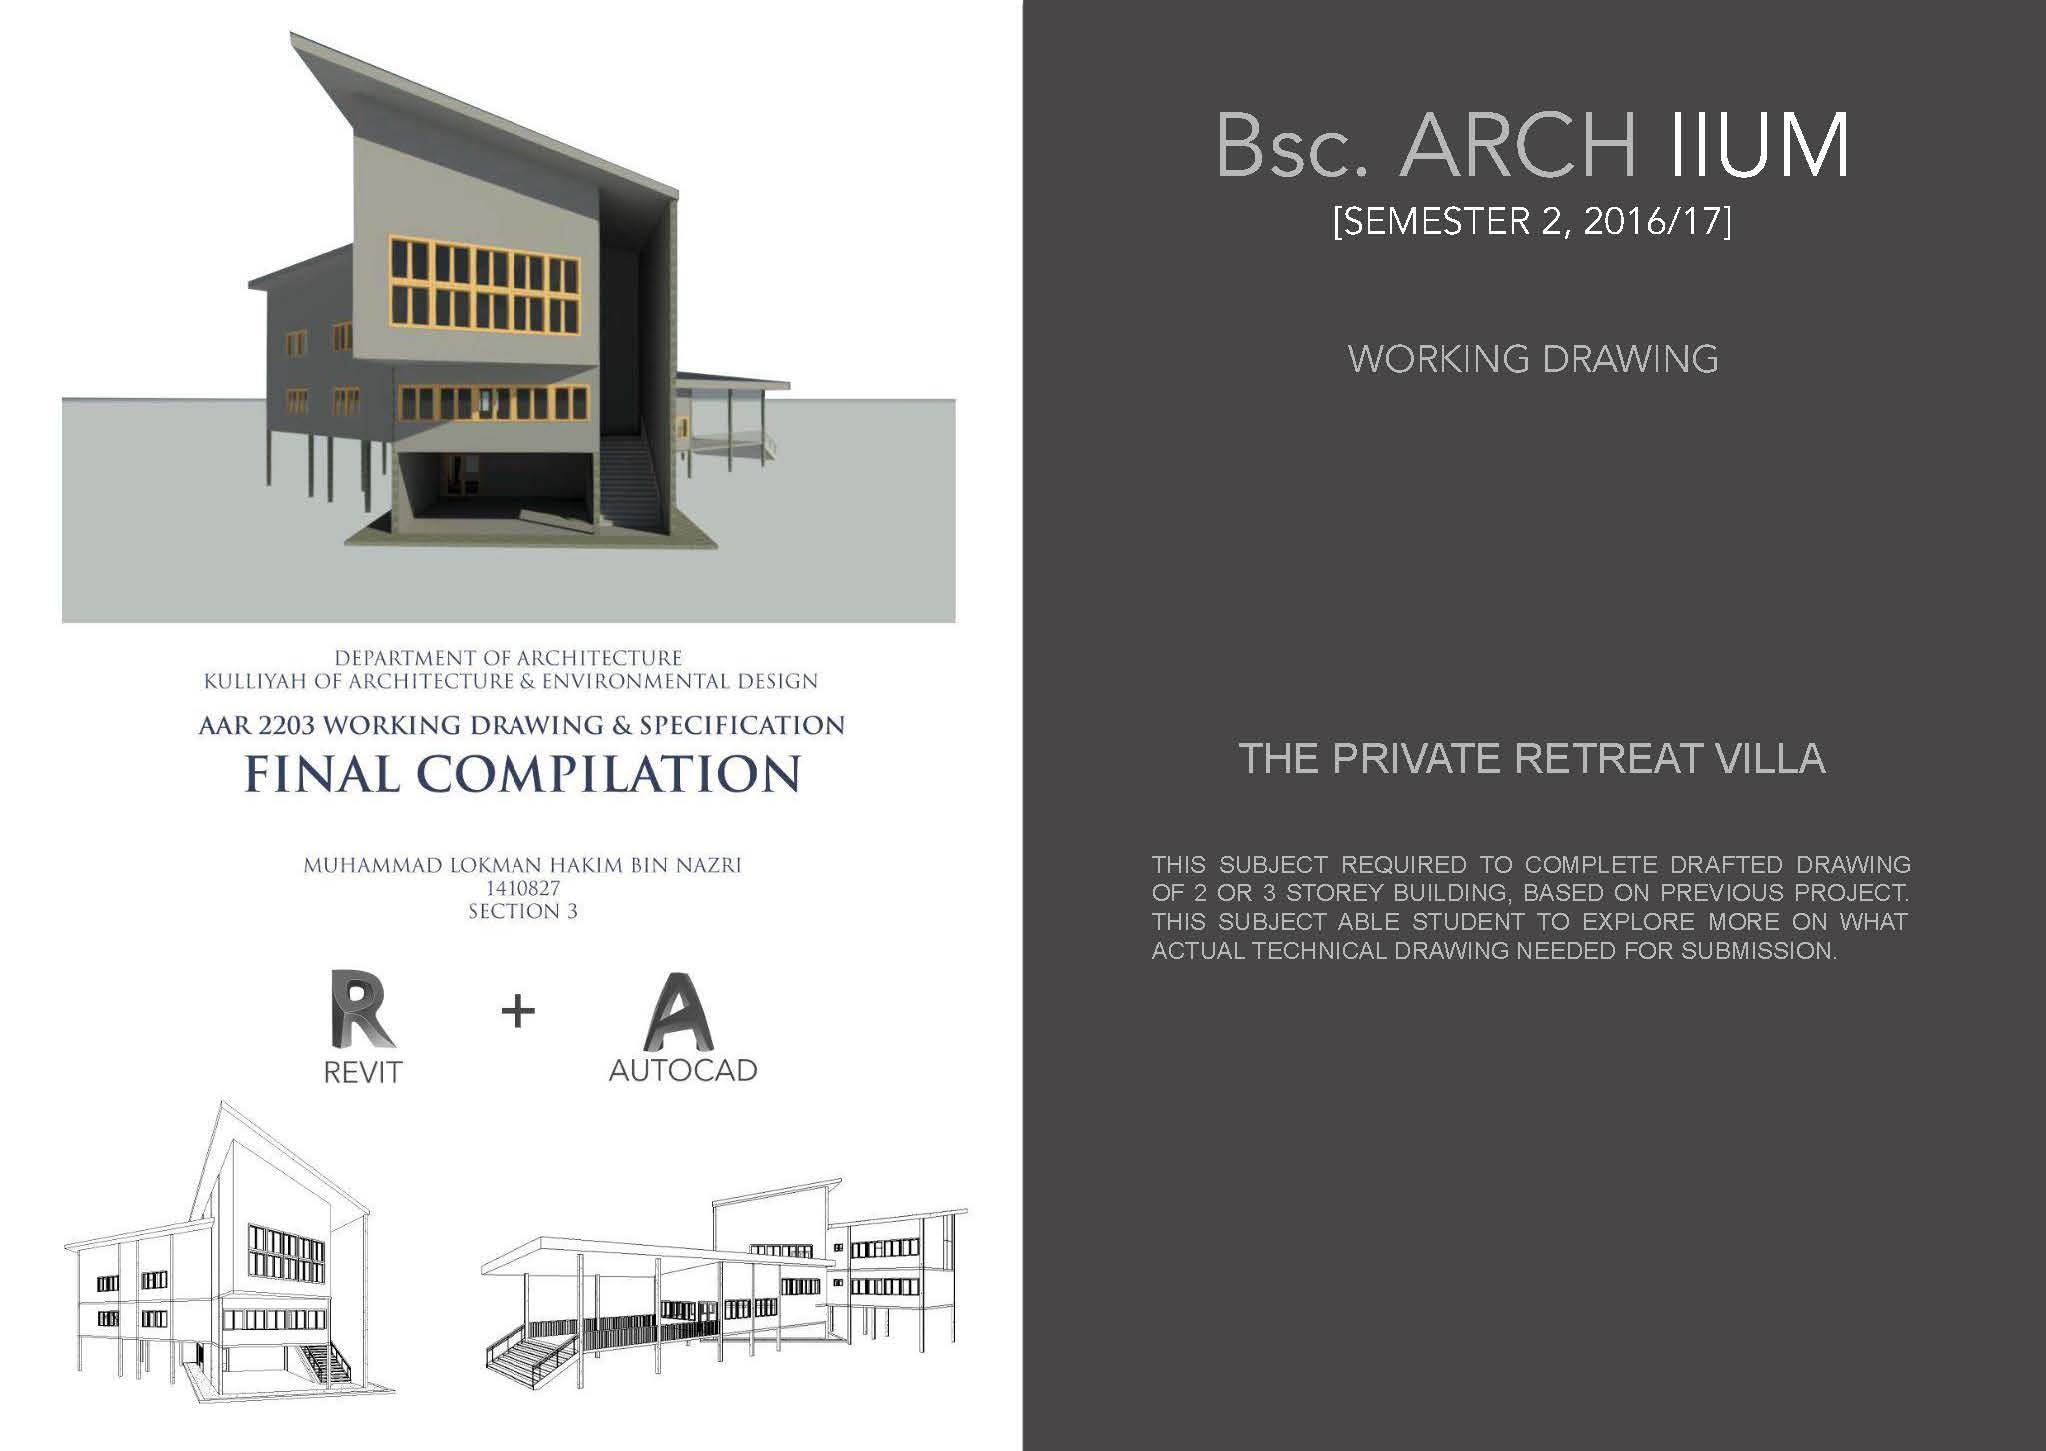 DEPARTMENT OF ARCHITECTURE
KULLIYAH OF ARCHITECTURE & ENVIRONMENTAL DESIGN
AAR 2203 WORKING DRAWING & SPECIFICATION
FINAL COMPILATION
MUHAMMAD LOKMAN HAKIM BIN NAZRI
1410827
SECTION 3
R + A
REVIT AUTOCAD
Bsc. ARCH IIUM
[SEMESTER 2, 2016/17]
WORKING DRAWING
THE PRIVATE RETREAT VILLA
THIS SUBJECT REQUIRED TO COMPLETE DRAFTED DRAWING
OF 2 OR 3 STOREY BUILDING, BASED ON PREVIOUS PROJECT.
THIS SUBJECT ABLE STUDENT TO EXPLORE MORE ON WHAT
ACTUAL TECHNICAL DRAWING NEEDED FOR SUBMISSION.